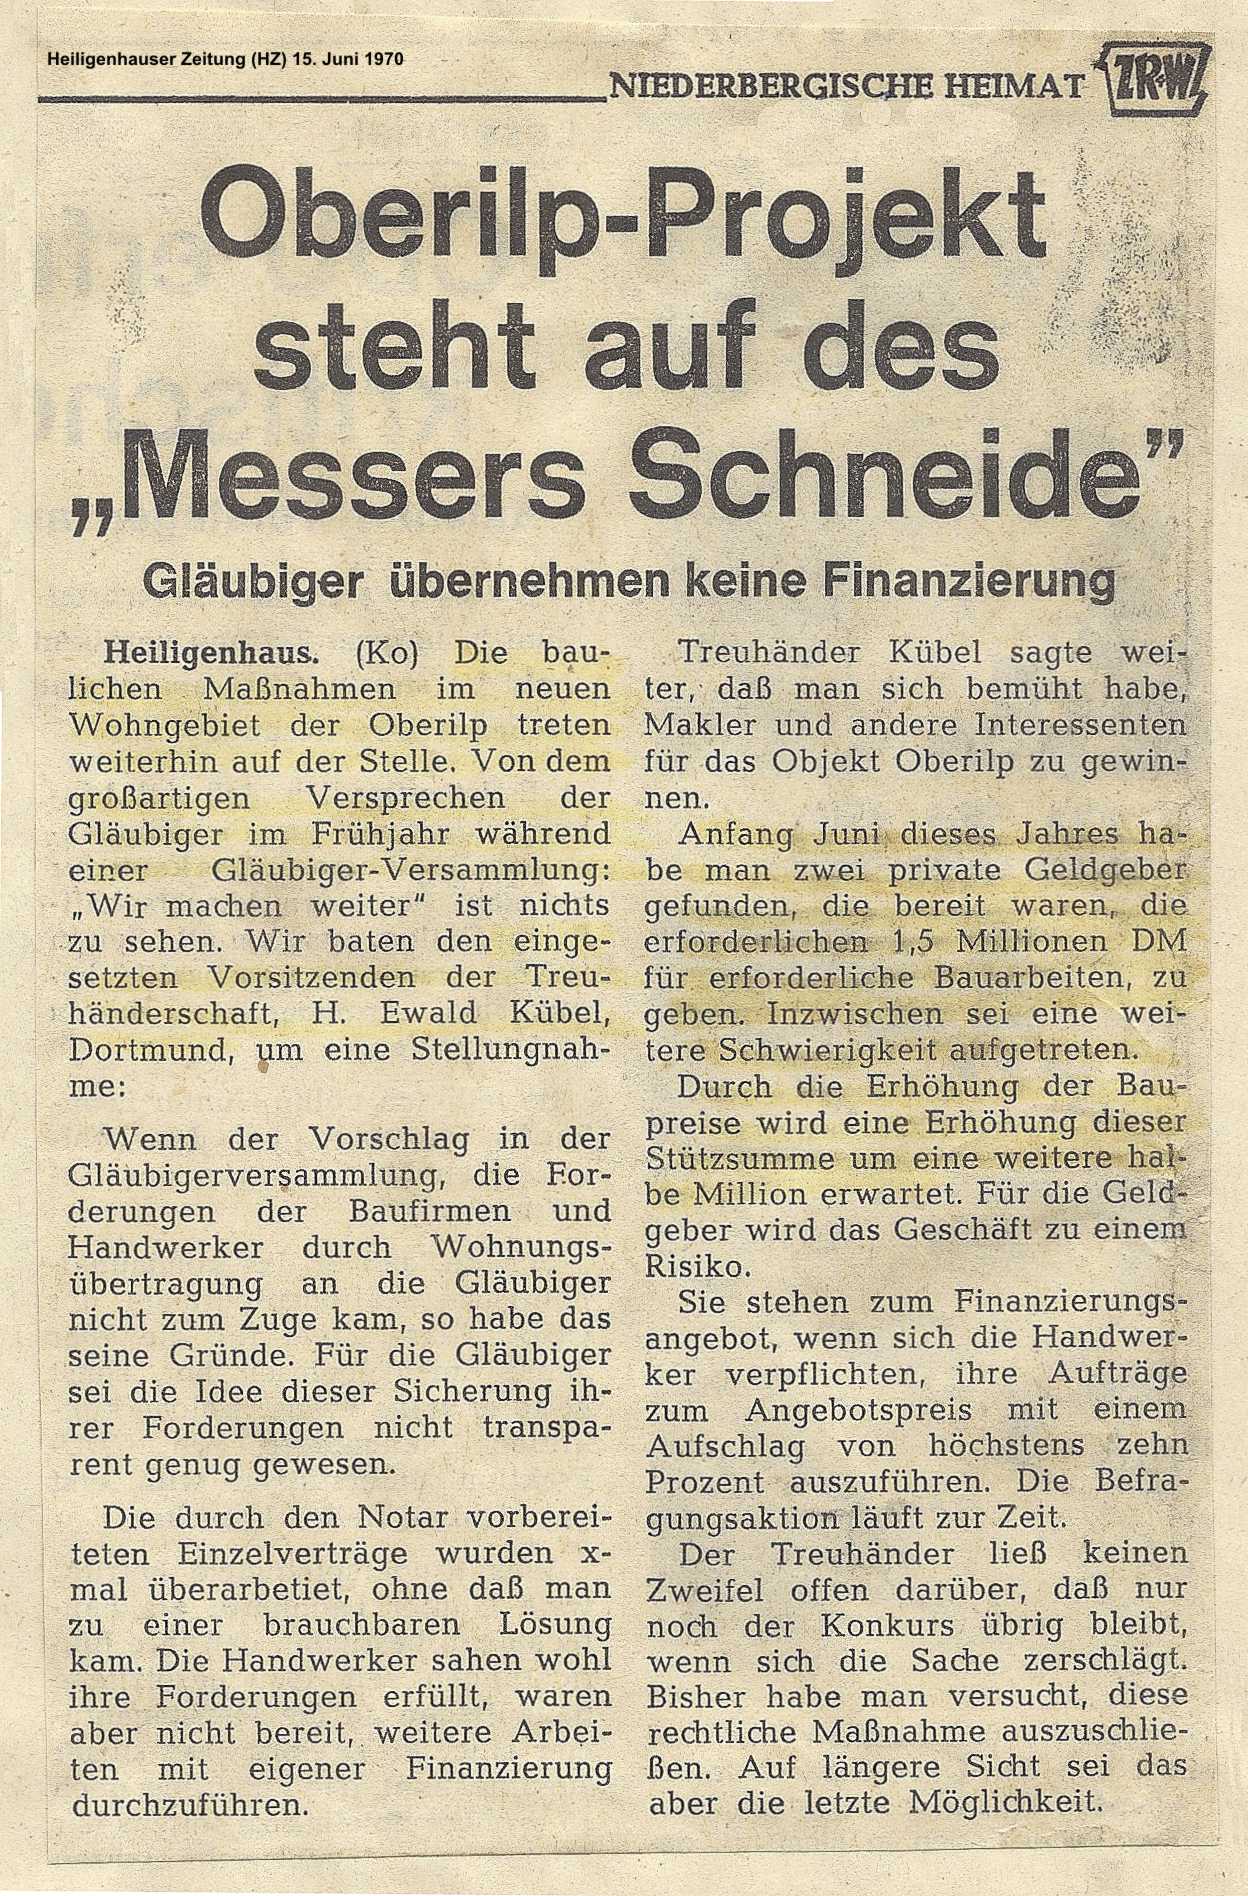 Heiligenhauser Zeitung (HZ) 15. Juni 1970
NIEDERBERGISCHE HEIMAT ZR+W
Oberilp-Projekt
steht auf des
„Messers Schneide”
Gläubiger übernehmen keine Finanzierung
Heiligenhaus. (Ko) Die bau-
lichen Maßnahmen im neuen
Wohngebiet der Oberilp treten
weiterhin auf der Stelle. Von dem
großartigen Versprechen der
Gläubiger im Frühjahr während
einer Gläubiger-Versammlung:
„Wir machen weiter“ ist nichts
zu sehen. Wir baten den einge-
setzten Vorsitzenden der Treu-
händerschaft, H. Ewald Kübel,
Dortmund, um eine Stellungnah-
me:
Wenn der Vorschlag in der
Gläubigerversammlung, die For-
derungen der Baufirmen und
Handwerker durch Wohnungs-
übertragung an die Gläubiger
nicht zum Zuge kam, so habe das
seine Gründe. Für die Gläubiger
sei die Idee dieser Sicherung ih-
rer Forderungen nicht transpa-
rent genug gewesen.
Die durch den Notar vorberei-
teten Einzelverträge wurden x-
mal überarbetiet, ohne daß man
zu einer brauchbaren Lösung
kam. Die Handwerker sahen wohl
ihre Forderungen erfüllt, waren
aber nicht bereit, weitere Arbei-
ten mit eigener Finanzierung
durchzuführen.
Treuhänder Kübel sagte wei-
ter, daß man sich bemüht habe,
Makler und andere Interessenten
für das Objekt Oberilp zu gewin-
nen.
Anfang Juni dieses Jahres ha-
be man zwei private Geldgeber
gefunden, die bereit waren, die
erforderlichen 1,5 Millionen DM
für erforderliche Bauarbeiten, zu
geben. Inzwischen sei eine wei-
tere Schwierigkeit aufgetreten.
Durch die Erhöhung der Bau-
preise wird eine Erhöhung dieser
Stützsumme um eine weitere hal-
be Million erwartet. Für die Geld-
geber wird das Geschäft zu einem
Risiko.
Sie stehen zum Finanzierungs-
angebot, wenn sich die Handwer-
ker verpflichten, ihre Aufträge
zum Angebotspreis mit einem
Aufschlag von höchstens zehn
Prozent auszuführen. Die Befra-
gungsaktion läuft zur Zeit.
Der Treuhänder ließ keinen
Zweifel offen darüber, daß nur
noch der Konkurs übrig bleibt,
wenn sich die Sache zerschlägt.
Bisher habe man versucht, diese
rechtliche Maßnahme auszuschlie-
ßen. Auf längere Sicht sei das
aber die letzte Möglichkeit.